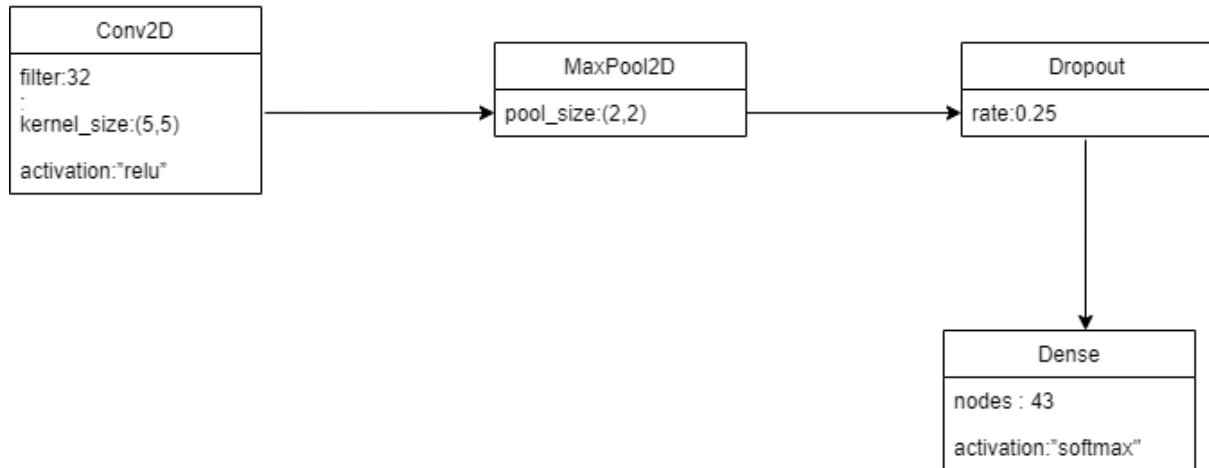 Conv2D
filter:32
:
kernel_size:(5,5)
activation:"relu"
MaxPool2D
pool_size:(2,2)
Dropout
rate:0.25
Dense
nodes : 43
activation:"softmax"